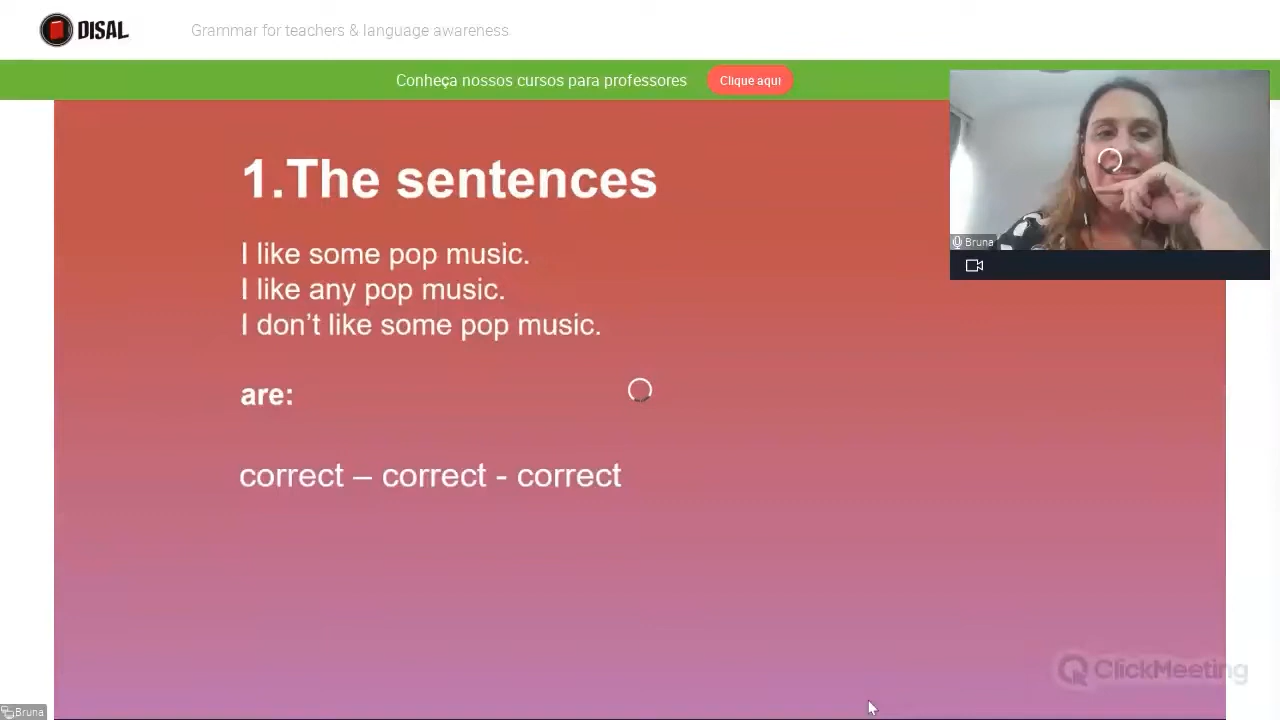 DISAL
Grammar for teachers & language awareness
Conheça nossos cursos para professores
Clique aqui
Bruna
1.The sentences
I like some pop music.
I like any pop music.
I don’t like some pop music.
are:
correct – correct - correct
ClickMeeting
Bruna